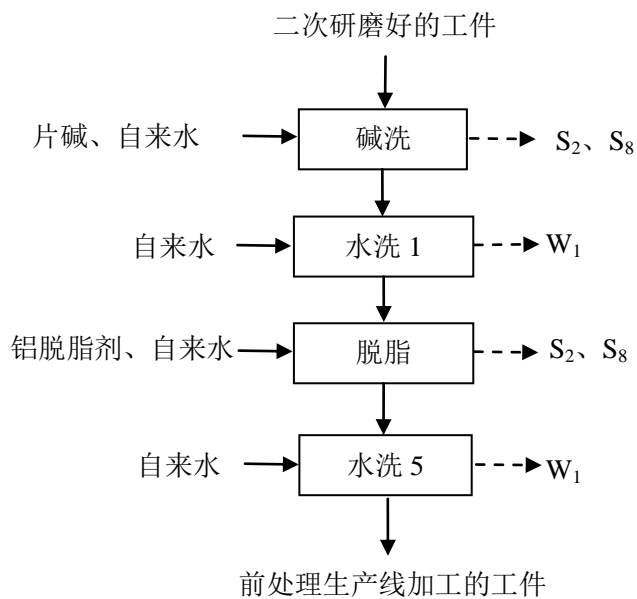 二次研磨好的工件
片碱、自来水
碱洗
S₂、S₈
自来水
水洗 1
W₁
铝脱脂剂、自来水
脱脂
S₂、S₈
自来水
水洗 5
W₁
前处理生产线加工的工件